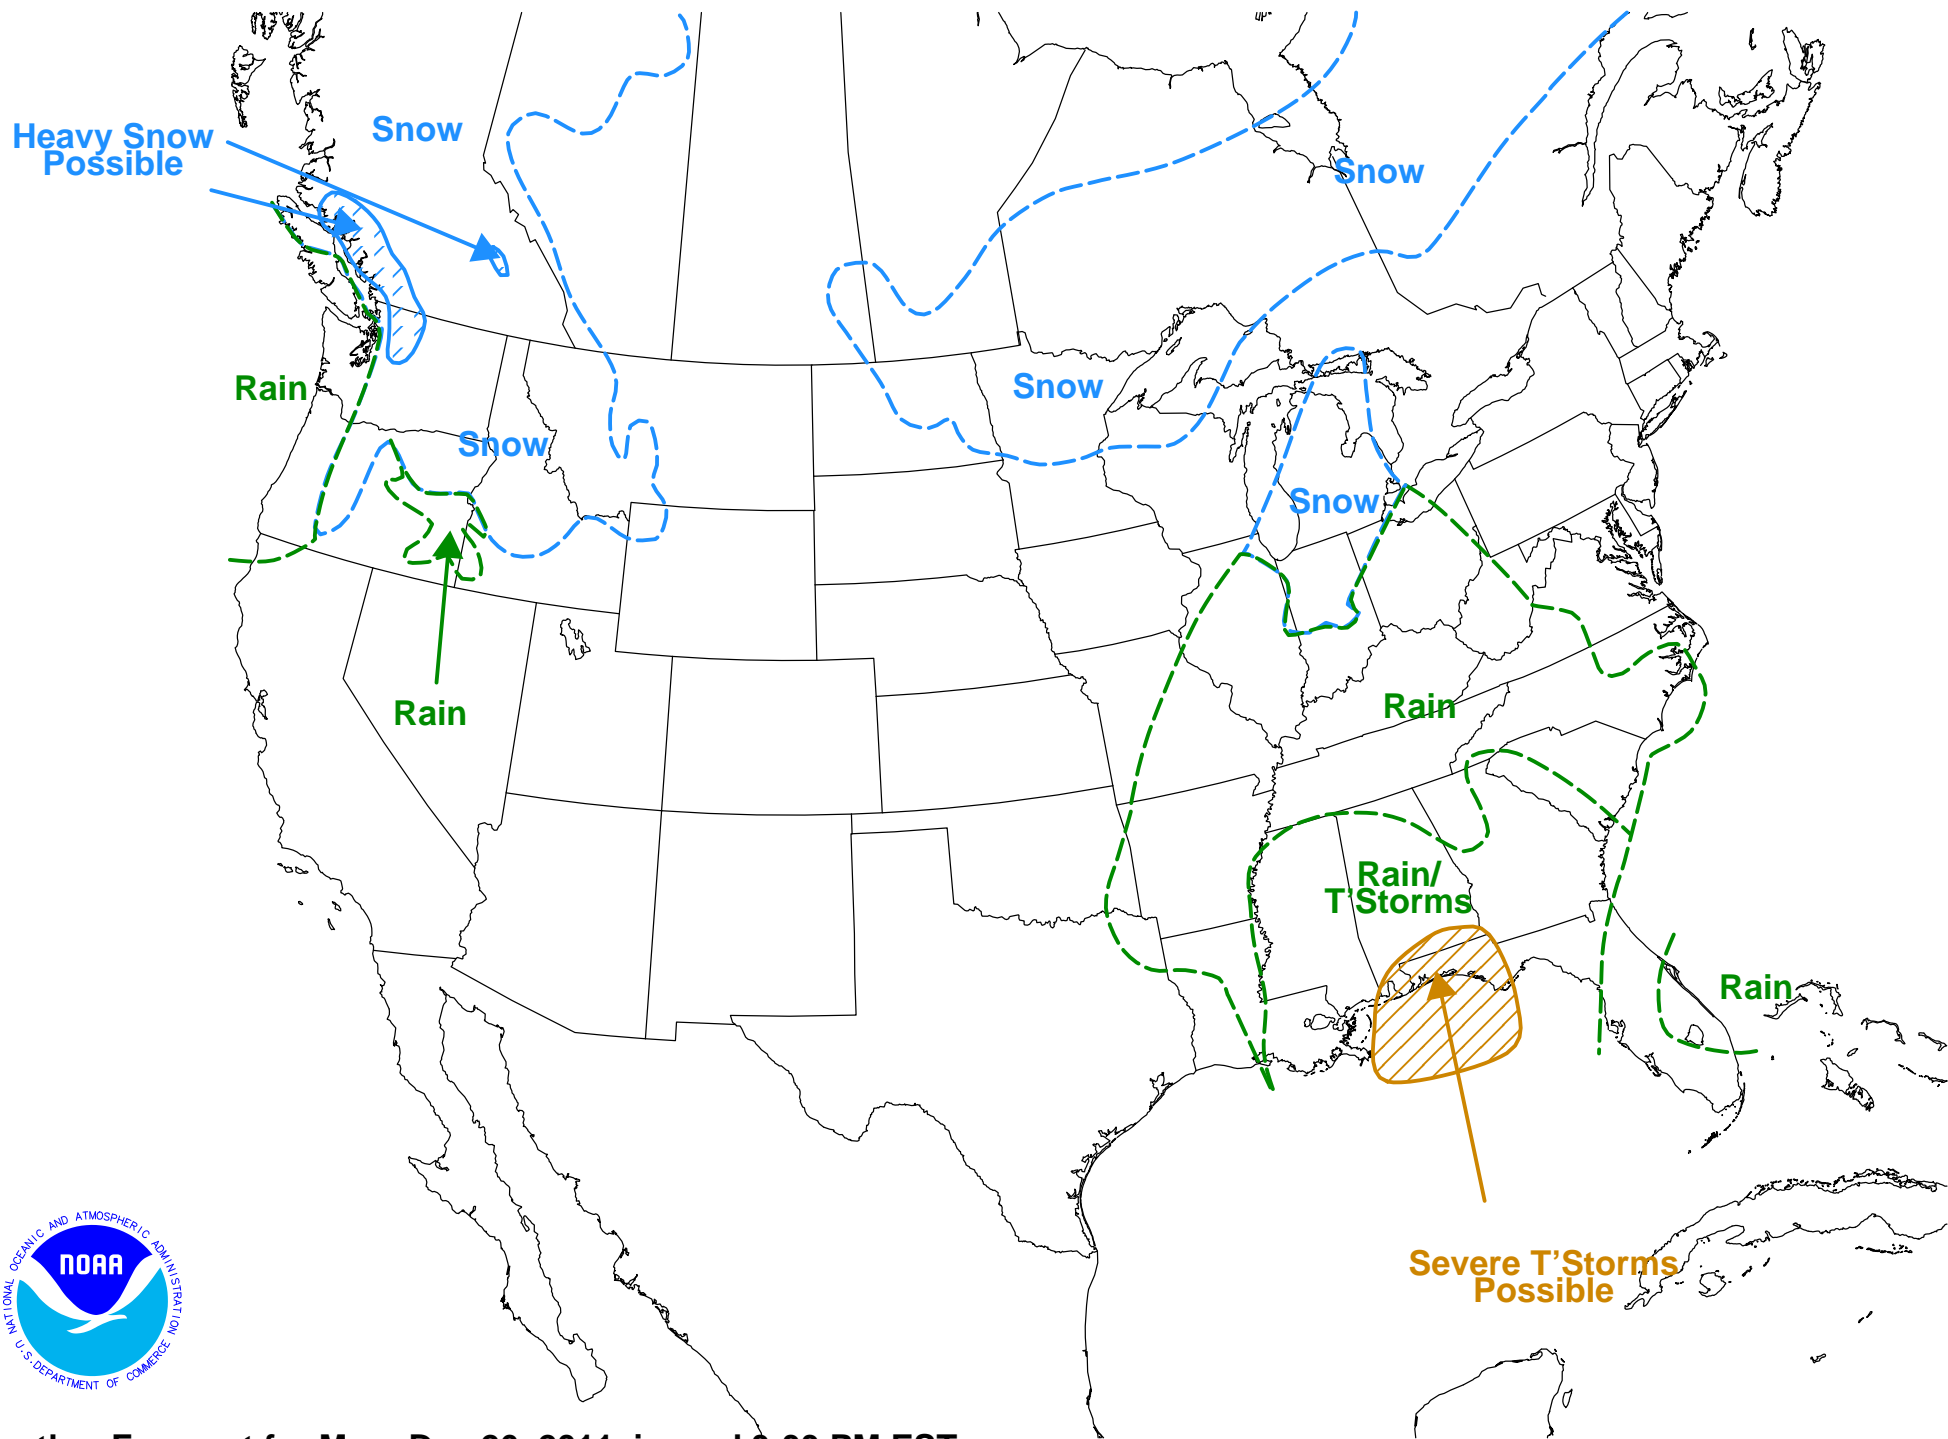 Heavy Snow
Possible
Snow
Snow
Rain
Snow
Snow
Snow
Rain
Rain
Rain/
T'Storms
Rain
Severe T'Storms
Possible
NATIONAL OCEANIC AND ATMOSPHERIC ADMINISTRATION
NOAA
U.S. DEPARTMENT OF COMMERCE